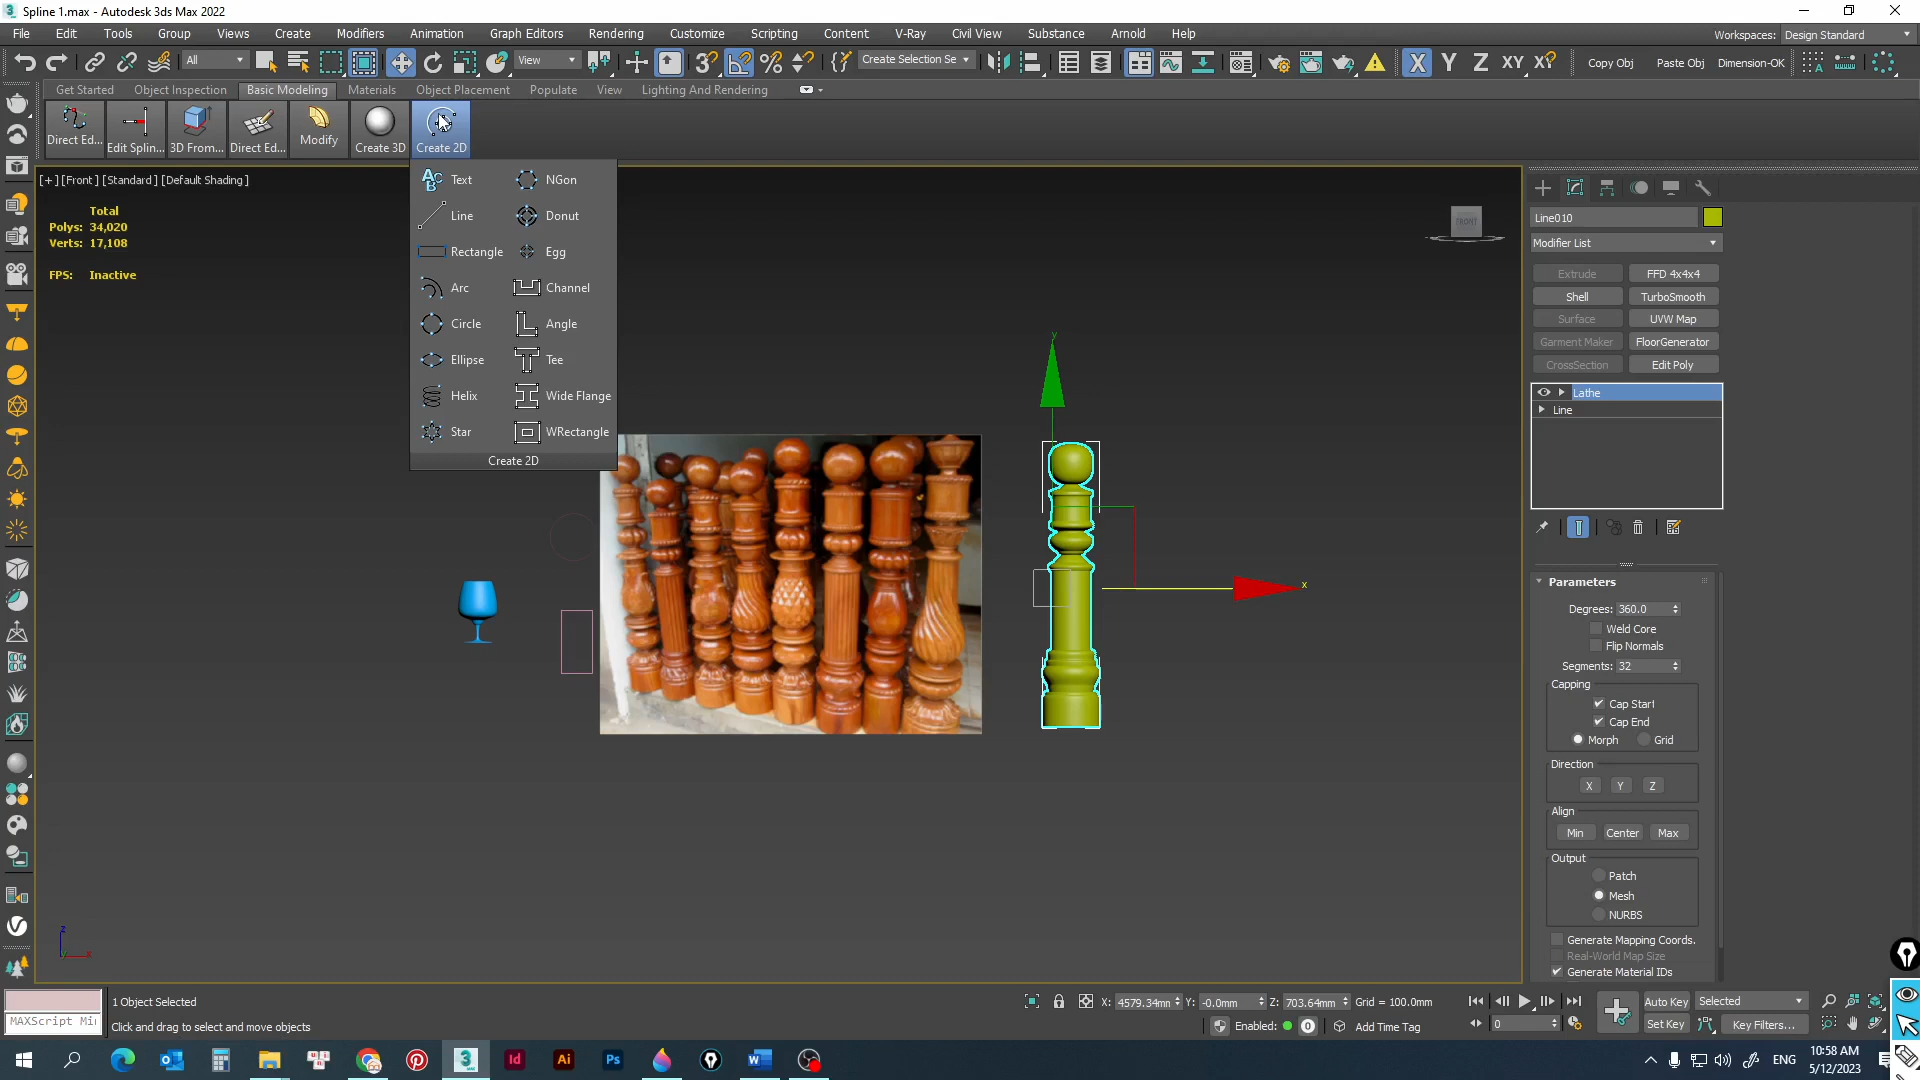 Spline 1.max - Autodesk 3ds Max 2022
File Edit Tools Group Views Create Modifiers Animation Graph Editors Rendering Customize Scripting Content V-Ray Civil View Substance Arnold Help
Workspaces: Design Standard
All View Create Selection Se X Y Z XY X? Copy Obj Paste Obj Dimension-OK
Get Started Object Inspection Basic Modeling Materials Object Placement Populate View Lighting And Rendering
Direct Ed... Edit Splin... 3D From... Direct Ed... Modify Create 3D Create 2D
[+] [Front] [Standard] [Default Shading]
Total
Polys: 34,020
Verts: 17,108
FPS: Inactive
Text NGon
Line Donut
Rectangle Egg
Arc Channel
Circle Angle
Ellipse Tee
Helix Wide Flange
Star WRectangle
Create 2D
FRONT
y
x
z
x
Line010
Modifier List
Extrude FFD 4x4x4
Shell TurboSmooth
Surface UVW Map
Garment Maker FloorGenerator
CrossSection Edit Poly
Lathe
Line
Parameters
Degrees: 360.0
Weld Core
Flip Normals
Segments: 32
Capping
Cap Start
Cap End
Morph Grid
Direction
X Y Z
Align
Min Center Max
Output
Patch
Mesh
NURBS
Generate Mapping Coords.
Real-World Map Size
Generate Material IDs
1 Object Selected
X: 4579.34mm Y: -0.0mm Z: 703.64mm Grid = 100.0mm
Auto Key Selected
MAXScript Mi
Click and drag to select and move objects
Enabled: 0 Add Time Tag
0
Set Key Key Filters...
ENG
10:58 AM
5/12/2023